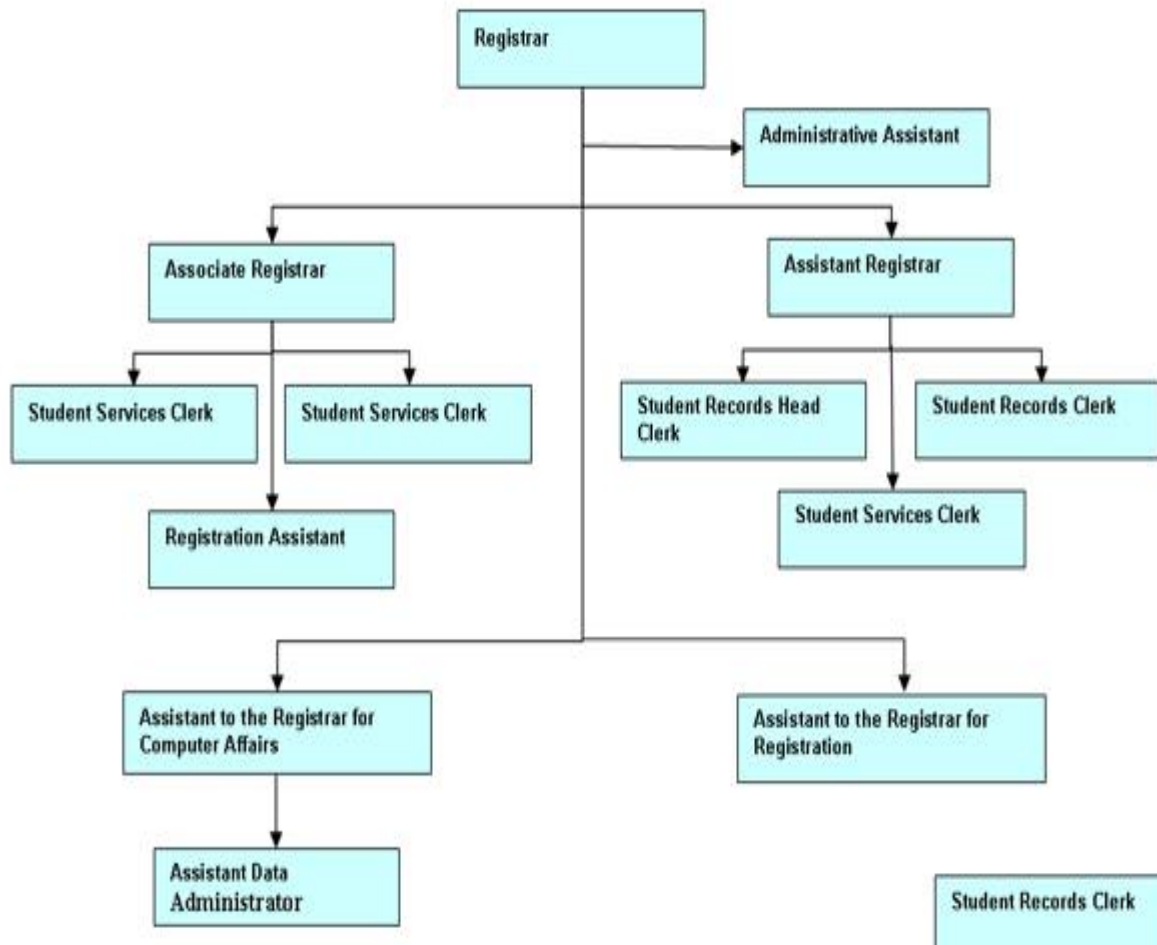 Registrar
Administrative Assistant
Associate Registrar
Assistant Registrar
Student Services Clerk
Student Services Clerk
Student Records Head
Clerk
Student Records Clerk
Registration Assistant
Student Services Clerk
Assistant to the Registrar for
Computer Affairs
Assistant to the Registrar for
Registration
Assistant Data
Administrator
Student Records Clerk